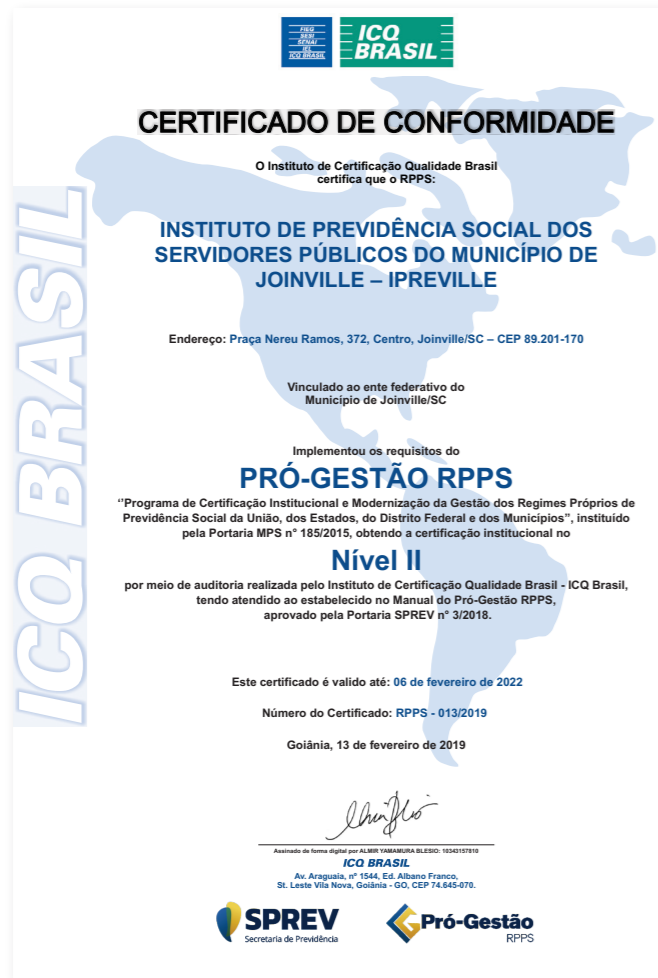 FIEG
SESI
SENAI
IEL
ICQ BRASIL
ICQ
BRASIL
CERTIFICADO DE CONFORMIDADE
O Instituto de Certificação Qualidade Brasil
certifica que o RPPS:
INSTITUTO DE PREVIDÊNCIA SOCIAL DOS
SERVIDORES PÚBLICOS DO MUNICÍPIO DE
JOINVILLE – IPREVILLE
Endereço: Praça Nereu Ramos, 372, Centro, Joinville/SC – CEP 89.201-170
Vinculado ao ente federativo do
Município de Joinville/SC
Implementou os requisitos do
PRÓ-GESTÃO RPPS
‘’Programa de Certificação Institucional e Modernização da Gestão dos Regimes Próprios de
Previdência Social da União, dos Estados, do Distrito Federal e dos Municípios”, instituído
pela Portaria MPS n° 185/2015, obtendo a certificação institucional no
Nível II
por meio de auditoria realizada pelo Instituto de Certificação Qualidade Brasil - ICQ Brasil,
tendo atendido ao estabelecido no Manual do Pró-Gestão RPPS,
aprovado pela Portaria SPREV n° 3/2018.
Este certificado é valido até: 06 de fevereiro de 2022
Número do Certificado: RPPS - 013/2019
Goiânia, 13 de fevereiro de 2019
Assinado de forma digital por ALMIR YAMAMURA BLESIO: 10343157810
ICQ BRASIL
Av. Araguaia, n° 1544, Ed. Albano Franco,
St. Leste Vila Nova, Goiânia - GO, CEP 74.645-070.
SPREV
Secretaria de Previdência
Pró-Gestão
RPPS
ICQ BRASIL